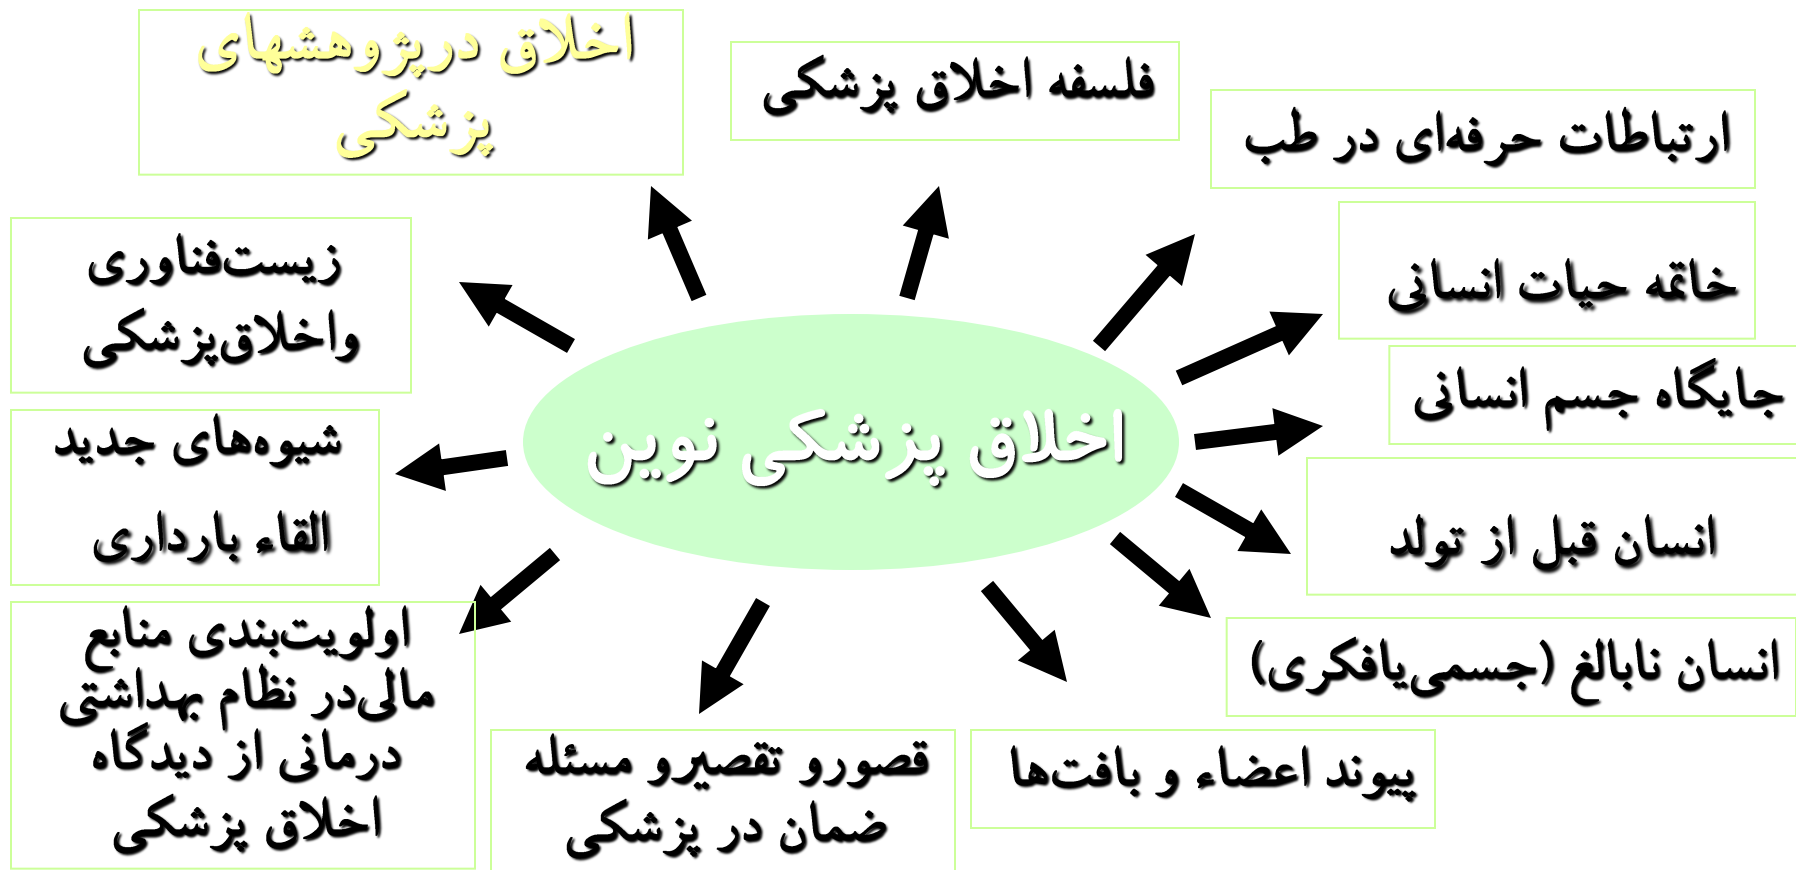 اخلاق درپژوهشهای
پزشکی
فلسفه اخلاق پزشکی
ارتباطات حرفه‌ای در طب
خاتمه حیات انسانی
جایگاه جسم انسانی
انسان قبل از تولد
انسان نابالغ (جسمی‌یافکری)
پیوند اعضاء و بافت‌ها
قصورو تقصیرو مسئله
ضمان در پزشکی
اولویت‌بندی منابع
مالی‌در نظام بهداشتی
درمانی از دیدگاه
اخلاق پزشکی
شیوه‌های جدید
القاء بارداری
زیست‌فناوری
واخلاق‌پزشکی
اخلاق پزشکی نوین